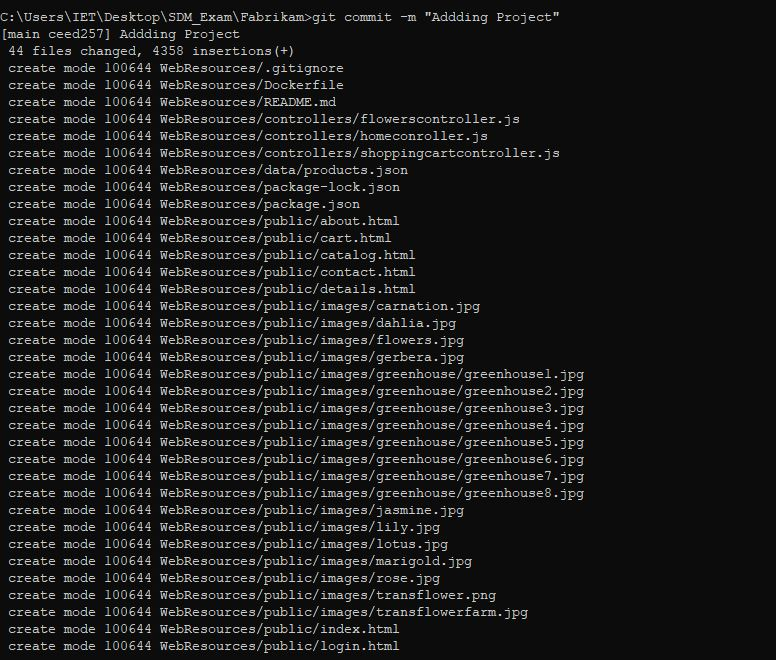 C:\Users\IET\Desktop\SDM_Exam\Fabrikam>git commit -m "Addding Project"
[main ceed257] Addding Project
 44 files changed, 4358 insertions(+)
 create mode 100644 WebResources/.gitignore
 create mode 100644 WebResources/Dockerfile
 create mode 100644 WebResources/README.md
 create mode 100644 WebResources/controllers/flowerscontroller.js
 create mode 100644 WebResources/controllers/homeconroller.js
 create mode 100644 WebResources/controllers/shoppingcartcontroller.js
 create mode 100644 WebResources/data/products.json
 create mode 100644 WebResources/package-lock.json
 create mode 100644 WebResources/package.json
 create mode 100644 WebResources/public/about.html
 create mode 100644 WebResources/public/cart.html
 create mode 100644 WebResources/public/catalog.html
 create mode 100644 WebResources/public/contact.html
 create mode 100644 WebResources/public/details.html
 create mode 100644 WebResources/public/images/carnation.jpg
 create mode 100644 WebResources/public/images/dahlia.jpg
 create mode 100644 WebResources/public/images/flowers.jpg
 create mode 100644 WebResources/public/images/gerbera.jpg
 create mode 100644 WebResources/public/images/greenhouse/greenhouse1.jpg
 create mode 100644 WebResources/public/images/greenhouse/greenhouse2.jpg
 create mode 100644 WebResources/public/images/greenhouse/greenhouse3.jpg
 create mode 100644 WebResources/public/images/greenhouse/greenhouse4.jpg
 create mode 100644 WebResources/public/images/greenhouse/greenhouse5.jpg
 create mode 100644 WebResources/public/images/greenhouse/greenhouse6.jpg
 create mode 100644 WebResources/public/images/greenhouse/greenhouse7.jpg
 create mode 100644 WebResources/public/images/greenhouse/greenhouse8.jpg
 create mode 100644 WebResources/public/images/jasmine.jpg
 create mode 100644 WebResources/public/images/lily.jpg
 create mode 100644 WebResources/public/images/lotus.jpg
 create mode 100644 WebResources/public/images/marigold.jpg
 create mode 100644 WebResources/public/images/rose.jpg
 create mode 100644 WebResources/public/images/transflower.png
 create mode 100644 WebResources/public/images/transflowerfarm.jpg
 create mode 100644 WebResources/public/index.html
 create mode 100644 WebResources/public/login.html